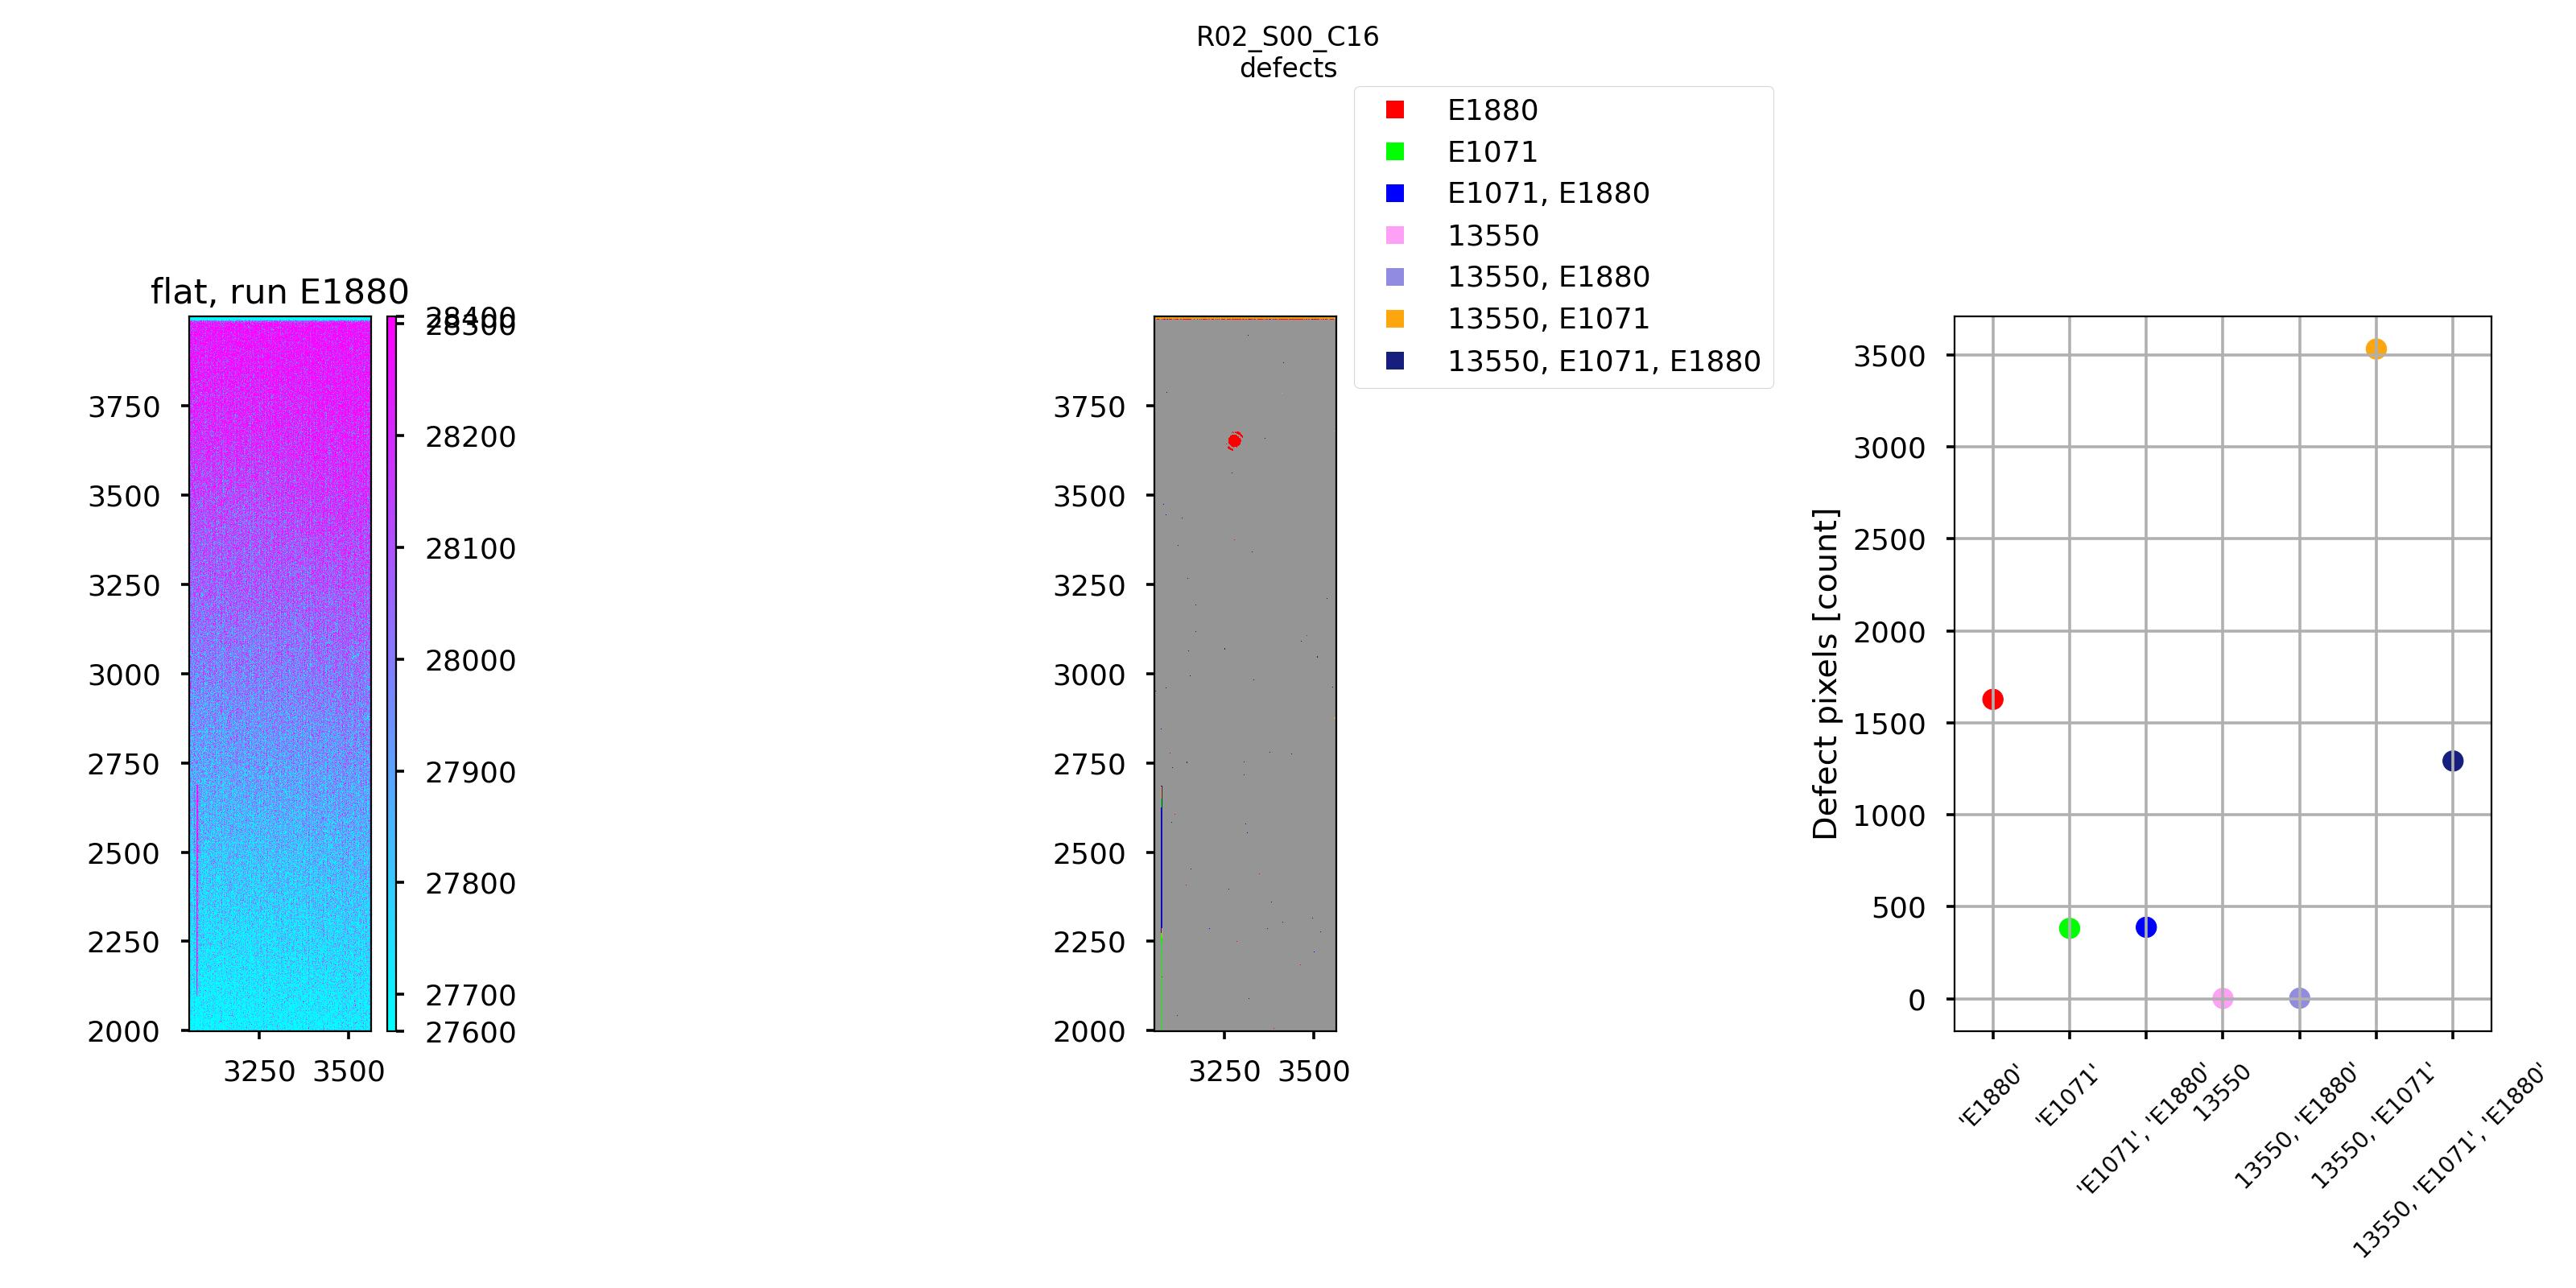 R02_S00_C16
defects
E1880
E1071
E1071, E1880
13550
13550, E1880
13550, E1071
13550, E1071, E1880
flat, run E1880
3750
3500
3250
3000
2750
2500
2250
2000
3250 3500
28400
28300
28200
28100
28000
27900
27800
27700
27600
3750
3500
3250
3000
2750
2500
2250
2000
3250 3500
Defect pixels [count]
3500
3000
2500
2000
1500
1000
500
0
'E1880'
'E1071'
'E1071', 'E1880'
13550
13550, 'E1880'
13550, 'E1071'
13550, 'E1071', 'E1880'